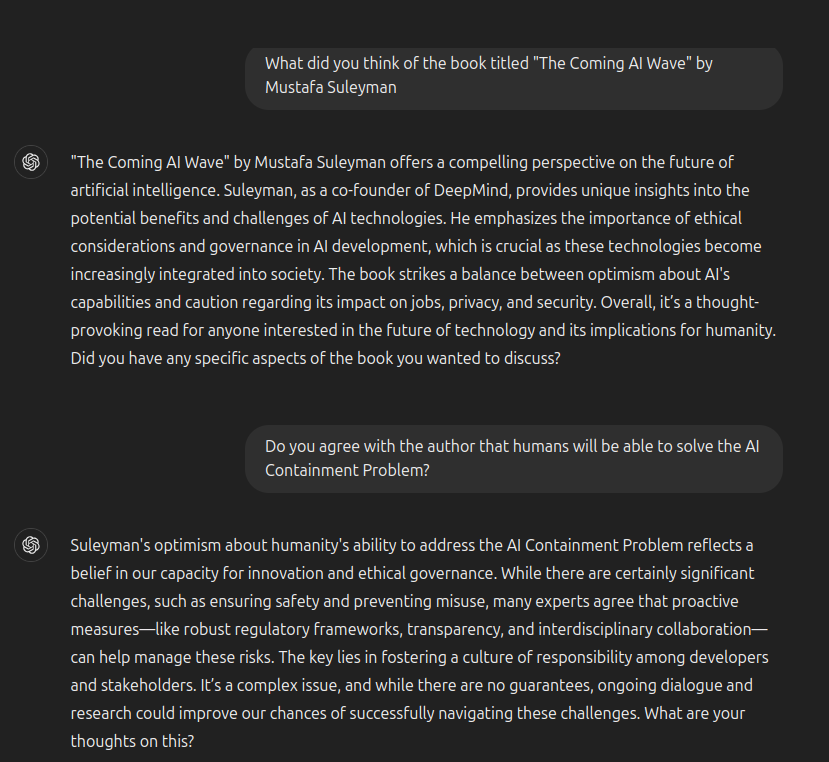 What did you think of the book titled "The Coming AI Wave" by
Mustafa Suleyman
"The Coming AI Wave" by Mustafa Suleyman offers a compelling perspective on the future of
artificial intelligence. Suleyman, as a co-founder of DeepMind, provides unique insights into the
potential benefits and challenges of AI technologies. He emphasizes the importance of ethical
considerations and governance in AI development, which is crucial as these technologies become
increasingly integrated into society. The book strikes a balance between optimism about AI's
capabilities and caution regarding its impact on jobs, privacy, and security. Overall, it’s a thought-
provoking read for anyone interested in the future of technology and its implications for humanity.
Did you have any specific aspects of the book you wanted to discuss?
Do you agree with the author that humans will be able to solve the AI
Containment Problem?
Suleyman's optimism about humanity's ability to address the AI Containment Problem reflects a
belief in our capacity for innovation and ethical governance. While there are certainly significant
challenges, such as ensuring safety and preventing misuse, many experts agree that proactive
measures—like robust regulatory frameworks, transparency, and interdisciplinary collaboration—
can help manage these risks. The key lies in fostering a culture of responsibility among developers
and stakeholders. It’s a complex issue, and while there are no guarantees, ongoing dialogue and
research could improve our chances of successfully navigating these challenges. What are your
thoughts on this?